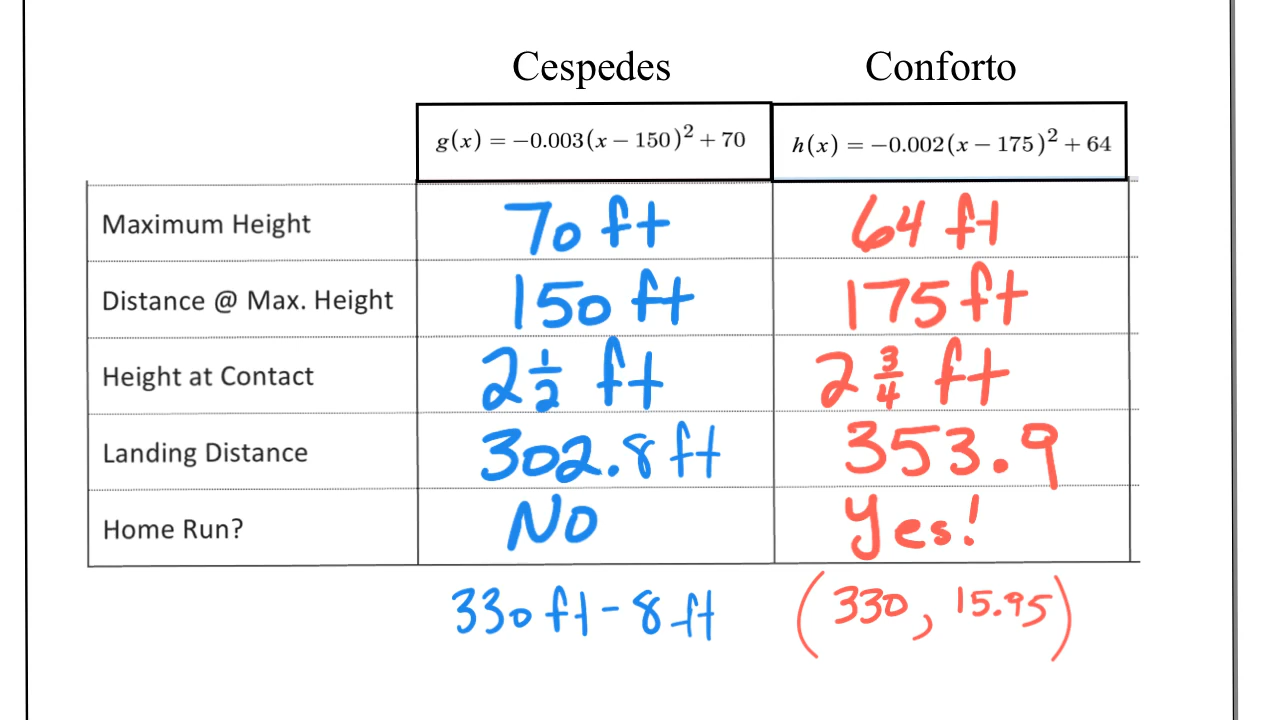 Cespedes Conforto
g(x) = −0.003(x − 150)² + 70 h(x) = −0.002(x − 175)² + 64
Maximum Height 70 ft 64 ft
Distance @ Max. Height 150 ft 175 ft
Height at Contact 2 1/2 ft 2 3/4 ft
Landing Distance 302.8 ft 353.9
Home Run? No Yes!
330 ft - 8 ft (330, 15.95)